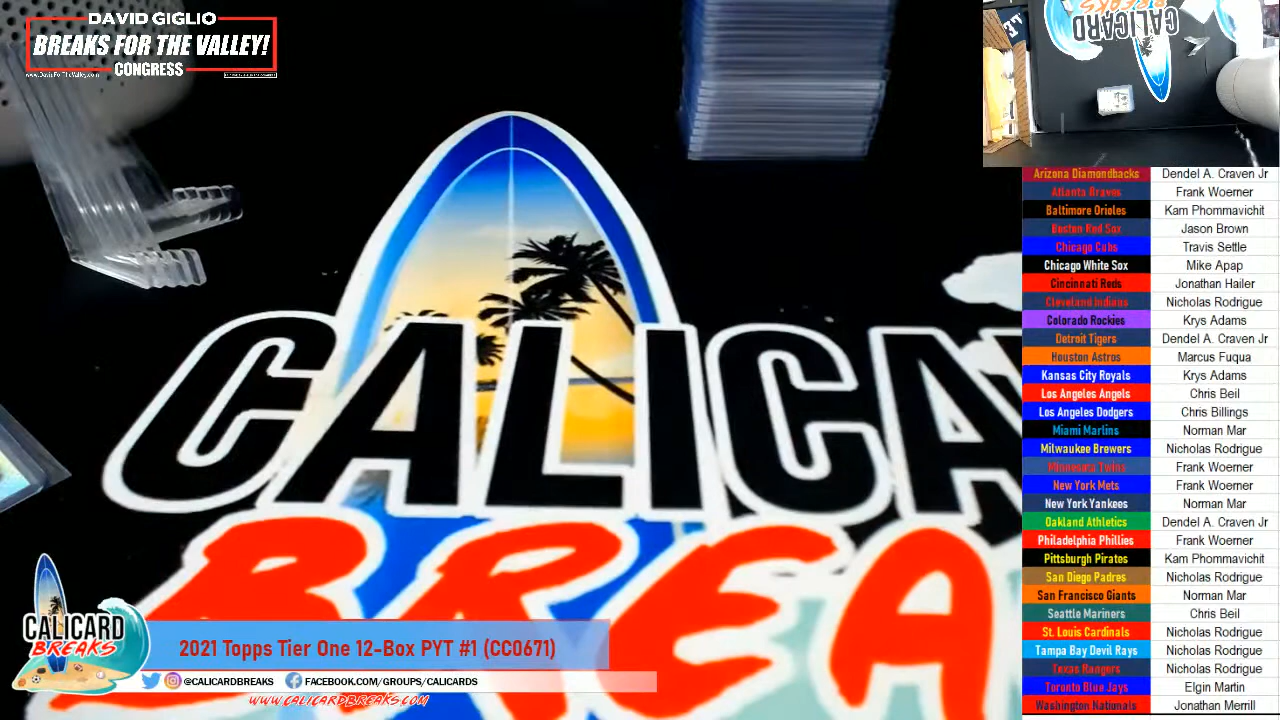 DAVID GIGLIO
BREAKS FOR THE VALLEY!
CONGRESS
www.DavidForTheValley.com
CALICARD
CALICA
BREA
Arizona Diamondbacks Dendel A. Craven Jr
Atlanta Braves Frank Woerner
Baltimore Orioles Kam Phommavichit
Boston Red Sox Jason Brown
Chicago Cubs Travis Settle
Chicago White Sox Mike Apap
Cincinnati Reds Jonathan Hailer
Cleveland Indians Nicholas Rodrigue
Colorado Rockies Krys Adams
Detroit Tigers Dendel A. Craven Jr
Houston Astros Marcus Fuqua
Kansas City Royals Krys Adams
Los Angeles Angels Chris Beil
Los Angeles Dodgers Chris Billings
Miami Marlins Norman Mar
Milwaukee Brewers Nicholas Rodrigue
Minnesota Twins Frank Woerner
New York Mets Frank Woerner
New York Yankees Norman Mar
Oakland Athletics Dendel A. Craven Jr
Philadelphia Phillies Frank Woerner
Pittsburgh Pirates Kam Phommavichit
San Diego Padres Nicholas Rodrigue
San Francisco Giants Norman Mar
Seattle Mariners Chris Beil
St. Louis Cardinals Nicholas Rodrigue
Tampa Bay Devil Rays Nicholas Rodrigue
Texas Rangers Nicholas Rodrigue
Toronto Blue Jays Elgin Martin
Washington Nationals Jonathan Merrill
CALICARD
BREAKS
2021 Topps Tier One 12-Box PYT #1 (CC0671)
@CALICARDBREAKS FACEBOOK.COM/GROUPS/CALICARDS
WWW.CALICARDBREAKS.COM